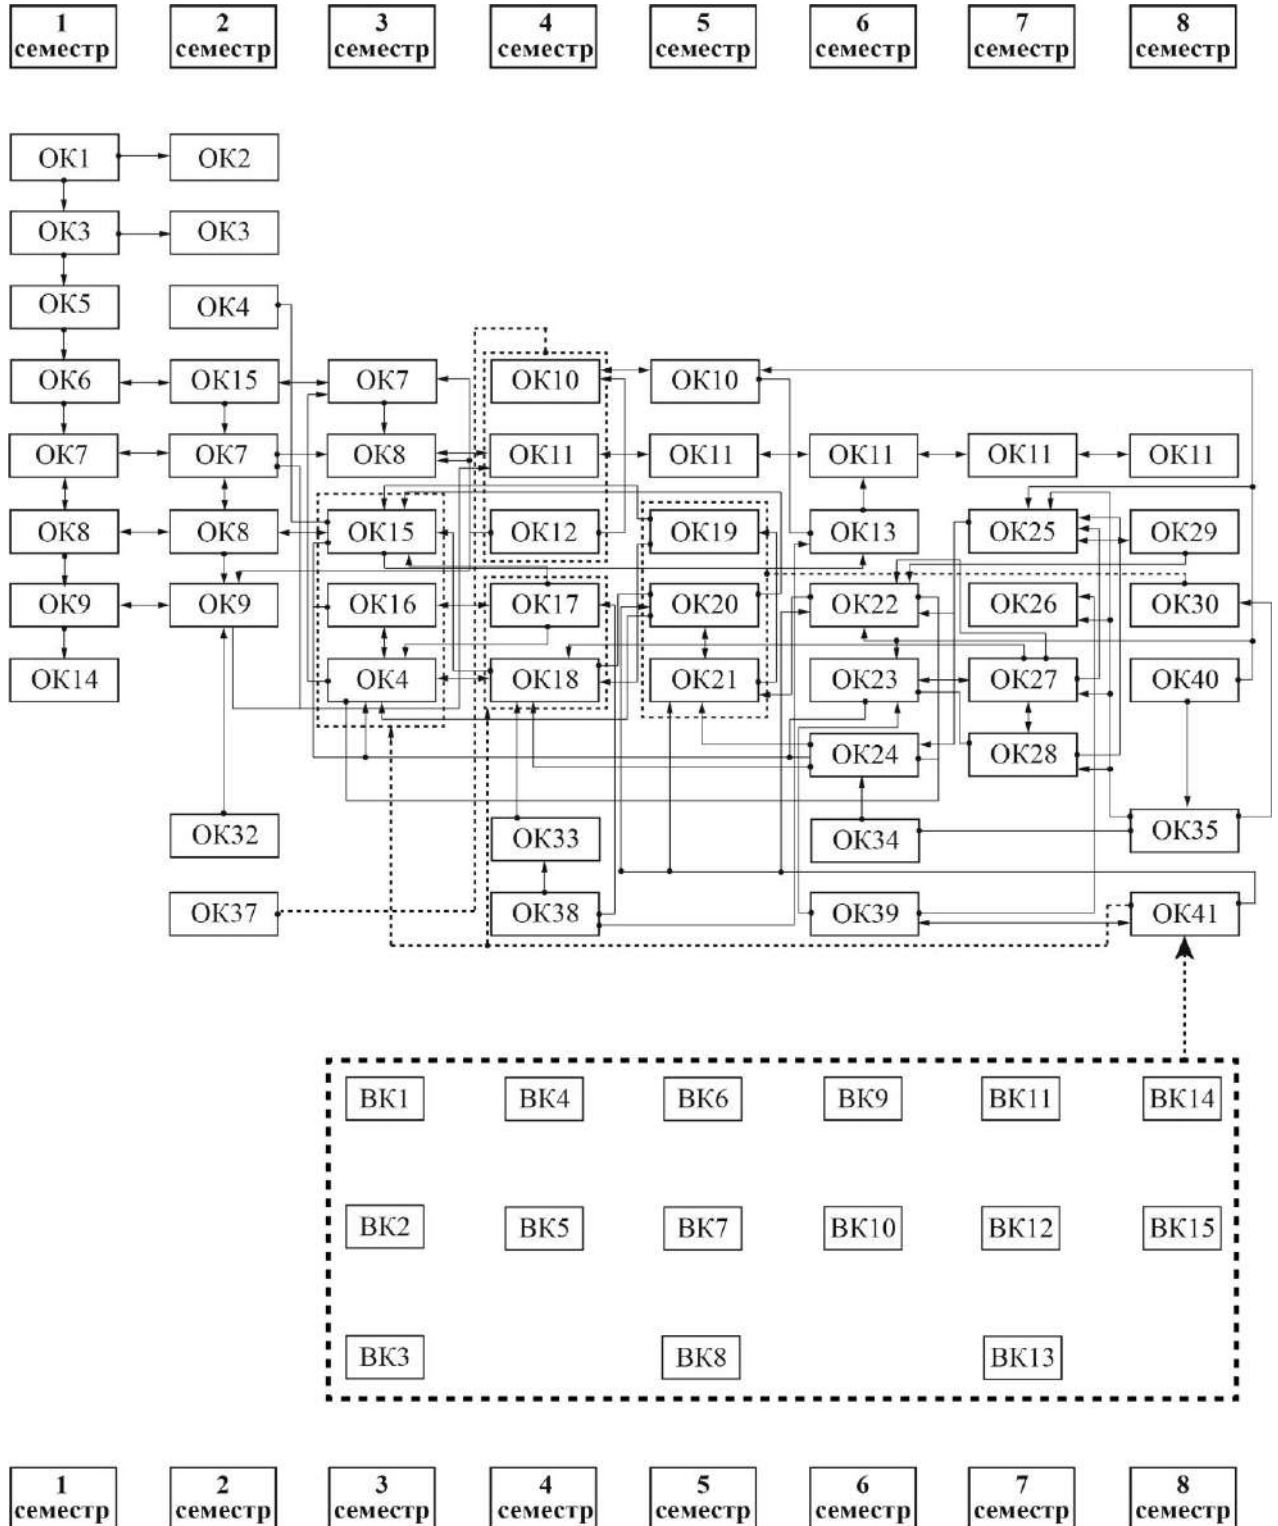 1 семестр
2 семестр
3 семестр
4 семестр
5 семестр
6 семестр
7 семестр
8 семестр
ОК1 ОК2
ОК3 ОК3
ОК5 ОК4
ОК6 ОК15 ОК7 ОК10 ОК10
ОК7 ОК7 ОК8 ОК11 ОК11 ОК11 ОК11 ОК11
ОК8 ОК8 ОК15 ОК12 ОК19 ОК13 ОК25 ОК29
ОК9 ОК9 ОК16 ОК17 ОК20 ОК22 ОК26 ОК30
ОК14 ОК4 ОК18 ОК21 ОК23 ОК27 ОК40
ОК24 ОК28
ОК32 ОК33 ОК34 ОК35
ОК37 ОК38 ОК39 ОК41
ВК1 ВК4 ВК6 ВК9 ВК11 ВК14
ВК2 ВК5 ВК7 ВК10 ВК12 ВК15
ВК3 ВК8 ВК13
1 семестр
2 семестр
3 семестр
4 семестр
5 семестр
6 семестр
7 семестр
8 семестр